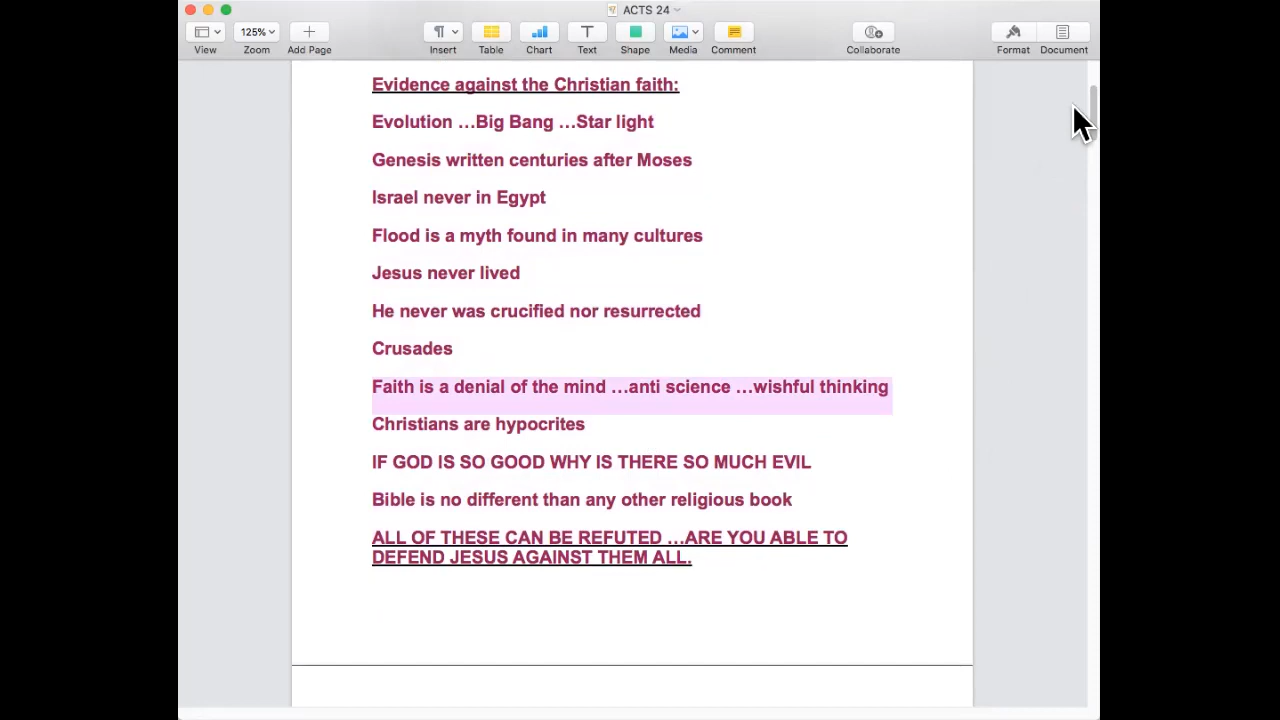 ACTS 24
125%
View
Zoom
Add Page
Insert
Table
Chart
Text
Shape
Media
Comment
Collaborate
Format
Document
Evidence against the Christian faith:
Evolution …Big Bang …Star light
Genesis written centuries after Moses
Israel never in Egypt
Flood is a myth found in many cultures
Jesus never lived
He never was crucified nor resurrected
Crusades
Faith is a denial of the mind …anti science …wishful thinking
Christians are hypocrites
IF GOD IS SO GOOD WHY IS THERE SO MUCH EVIL
Bible is no different than any other religious book
ALL OF THESE CAN BE REFUTED …ARE YOU ABLE TO
DEFEND JESUS AGAINST THEM ALL.